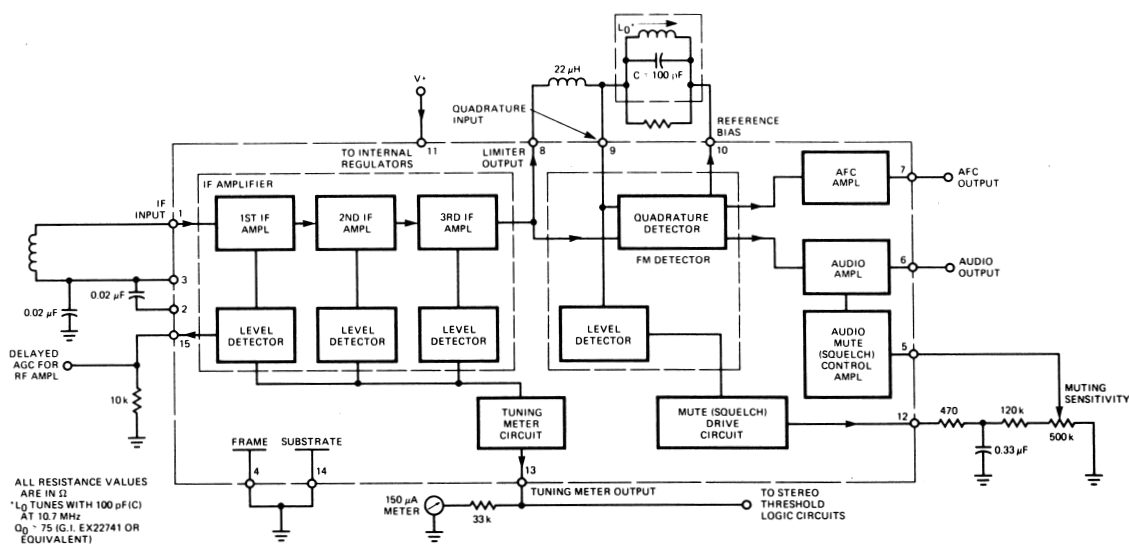 L₀*
C = 100 pF
22 μH
V+
QUADRATURE
INPUT
REFERENCE
BIAS
11
8
9
10
TO INTERNAL
REGULATORS
LIMITER
OUTPUT
IF
INPUT
1
IF AMPLIFIER
1ST IF
AMPL
2ND IF
AMPL
3RD IF
AMPL
QUADRATURE
DETECTOR
FM DETECTOR
AFC
AMPL
7
AFC
OUTPUT
AUDIO
AMPL
6
AUDIO
OUTPUT
3
0.02 μF
2
0.02 μF
15
LEVEL
DETECTOR
LEVEL
DETECTOR
LEVEL
DETECTOR
LEVEL
DETECTOR
AUDIO
MUTE
(SQUELCH)
CONTROL
AMPL
5
DELAYED
AGC FOR
RF AMPL
10k
MUTING
SENSITIVITY
TUNING
METER
CIRCUIT
MUTE (SQUELCH)
DRIVE
CIRCUIT
12
470
120k
500k
0.33 μF
FRAME
SUBSTRATE
4
14
13
TUNING METER OUTPUT
150 μA
METER
33k
TO STEREO
THRESHOLD
LOGIC CIRCUITS
ALL RESISTANCE VALUES
ARE IN Ω
*L₀ TUNES WITH 100 pF(C)
AT 10.7 MHz
Q₀ ~ 75 (G.I. EX22741 OR
EQUIVALENT)